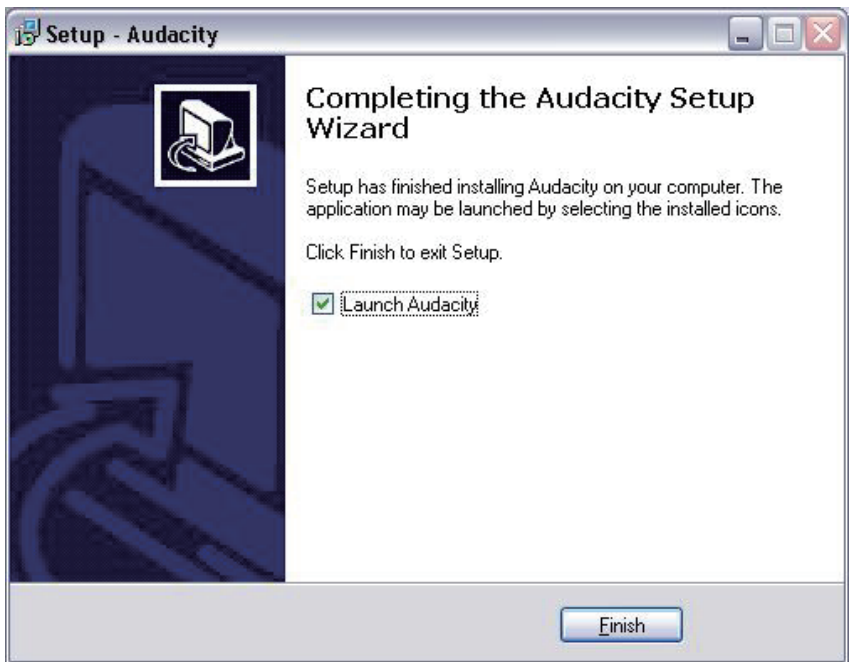 Setup - Audacity
Completing the Audacity Setup
Wizard
Setup has finished installing Audacity on your computer. The
application may be launched by selecting the installed icons.
Click Finish to exit Setup.
Launch Audacity
Finish